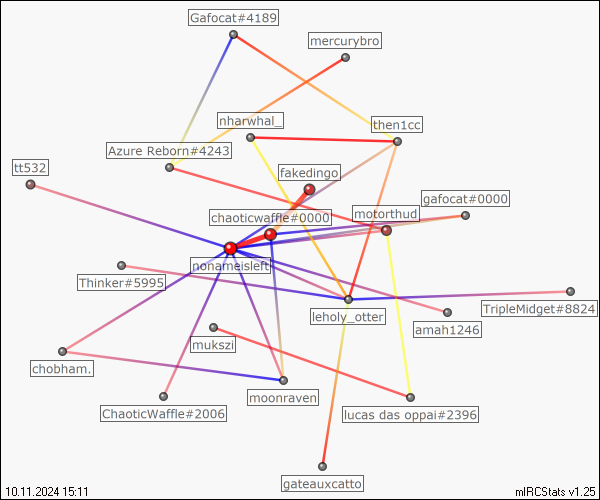 Gafocat#4189
mercurybro
nharwhal_
then1cc
Azure Reborn#4243
tt532
fakedingo
gafocat#0000
chaoticwaffle#0000
motorthud
nonameisleft
Thinker#5995
TripleMidget#8824
leholy_otter
amah1246
mukszi
chobham.
moonraven
ChaoticWaffle#2006
lucas das oppai#2396
gateauxcatto
10.11.2024 15:11
mIRCStats v1.25